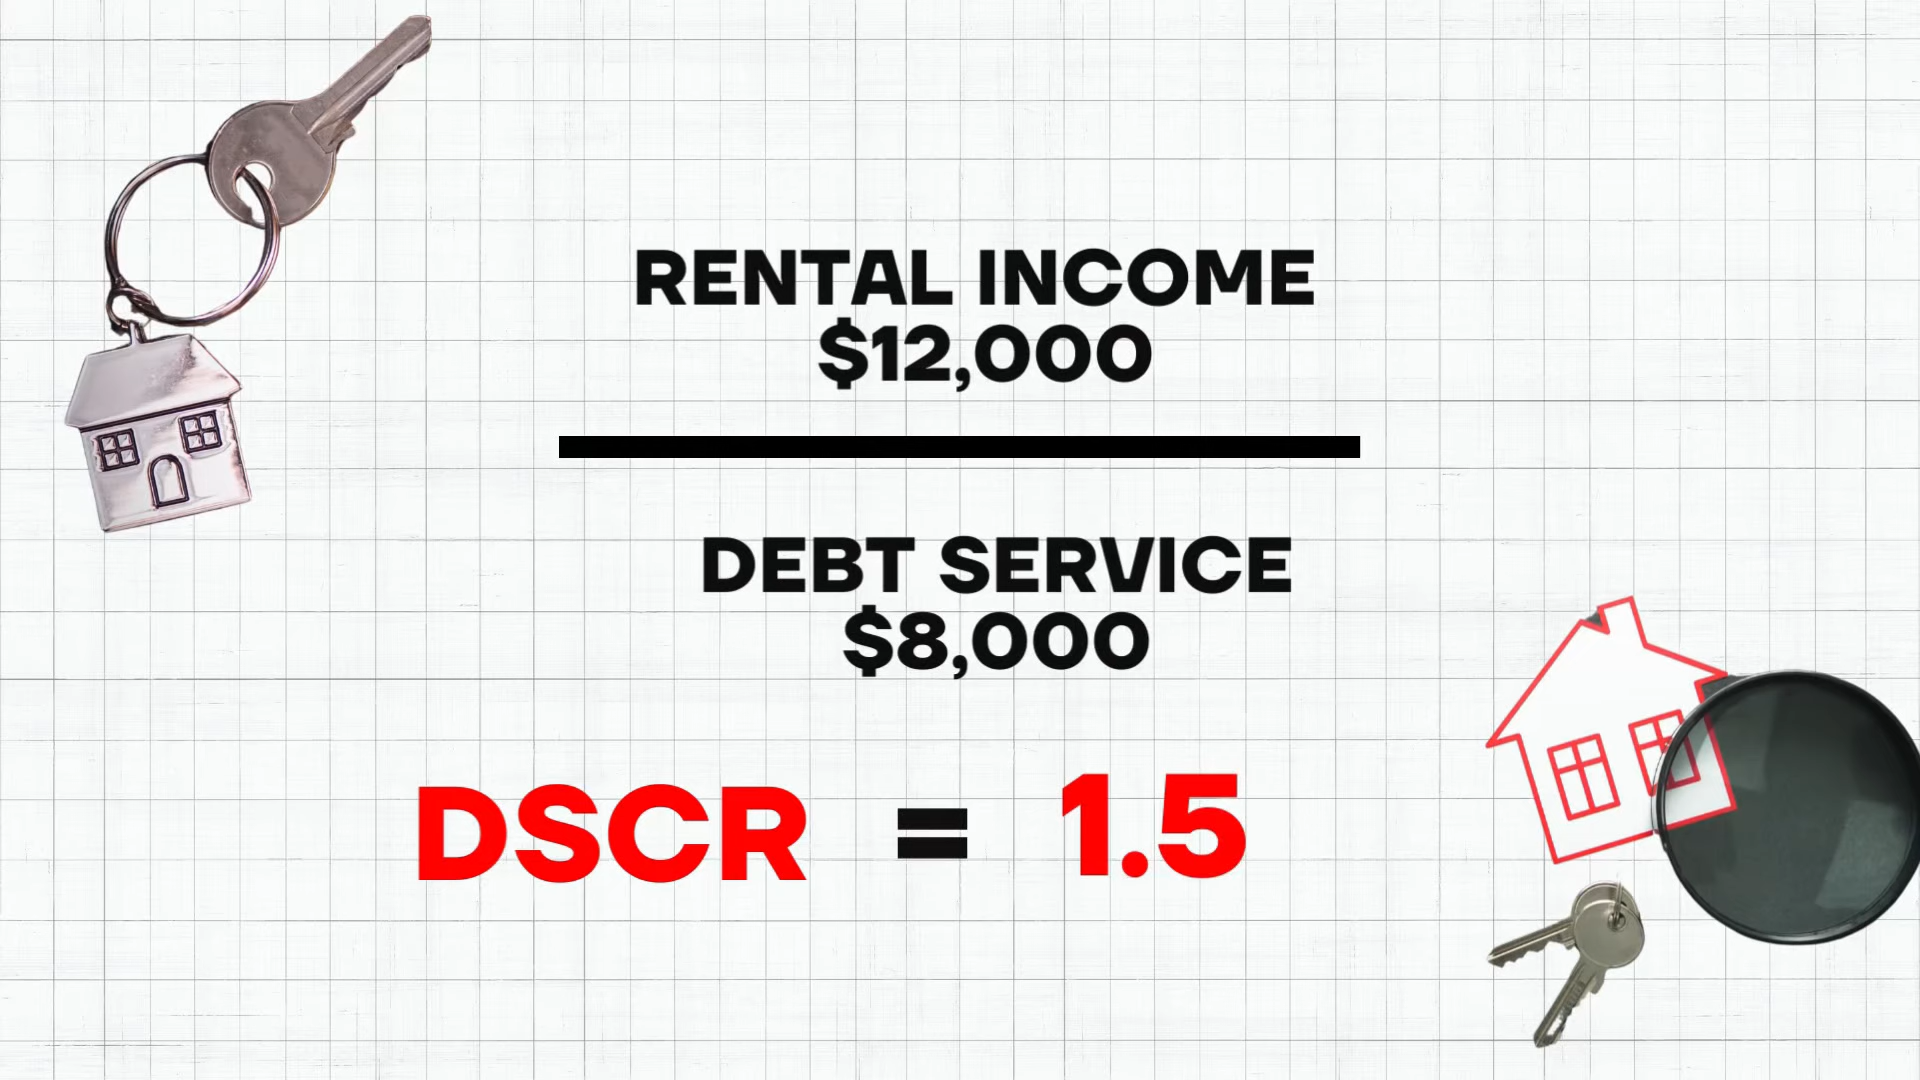 RENTAL INCOME
$12,000
DEBT SERVICE
$8,000
DSCR = 1.5